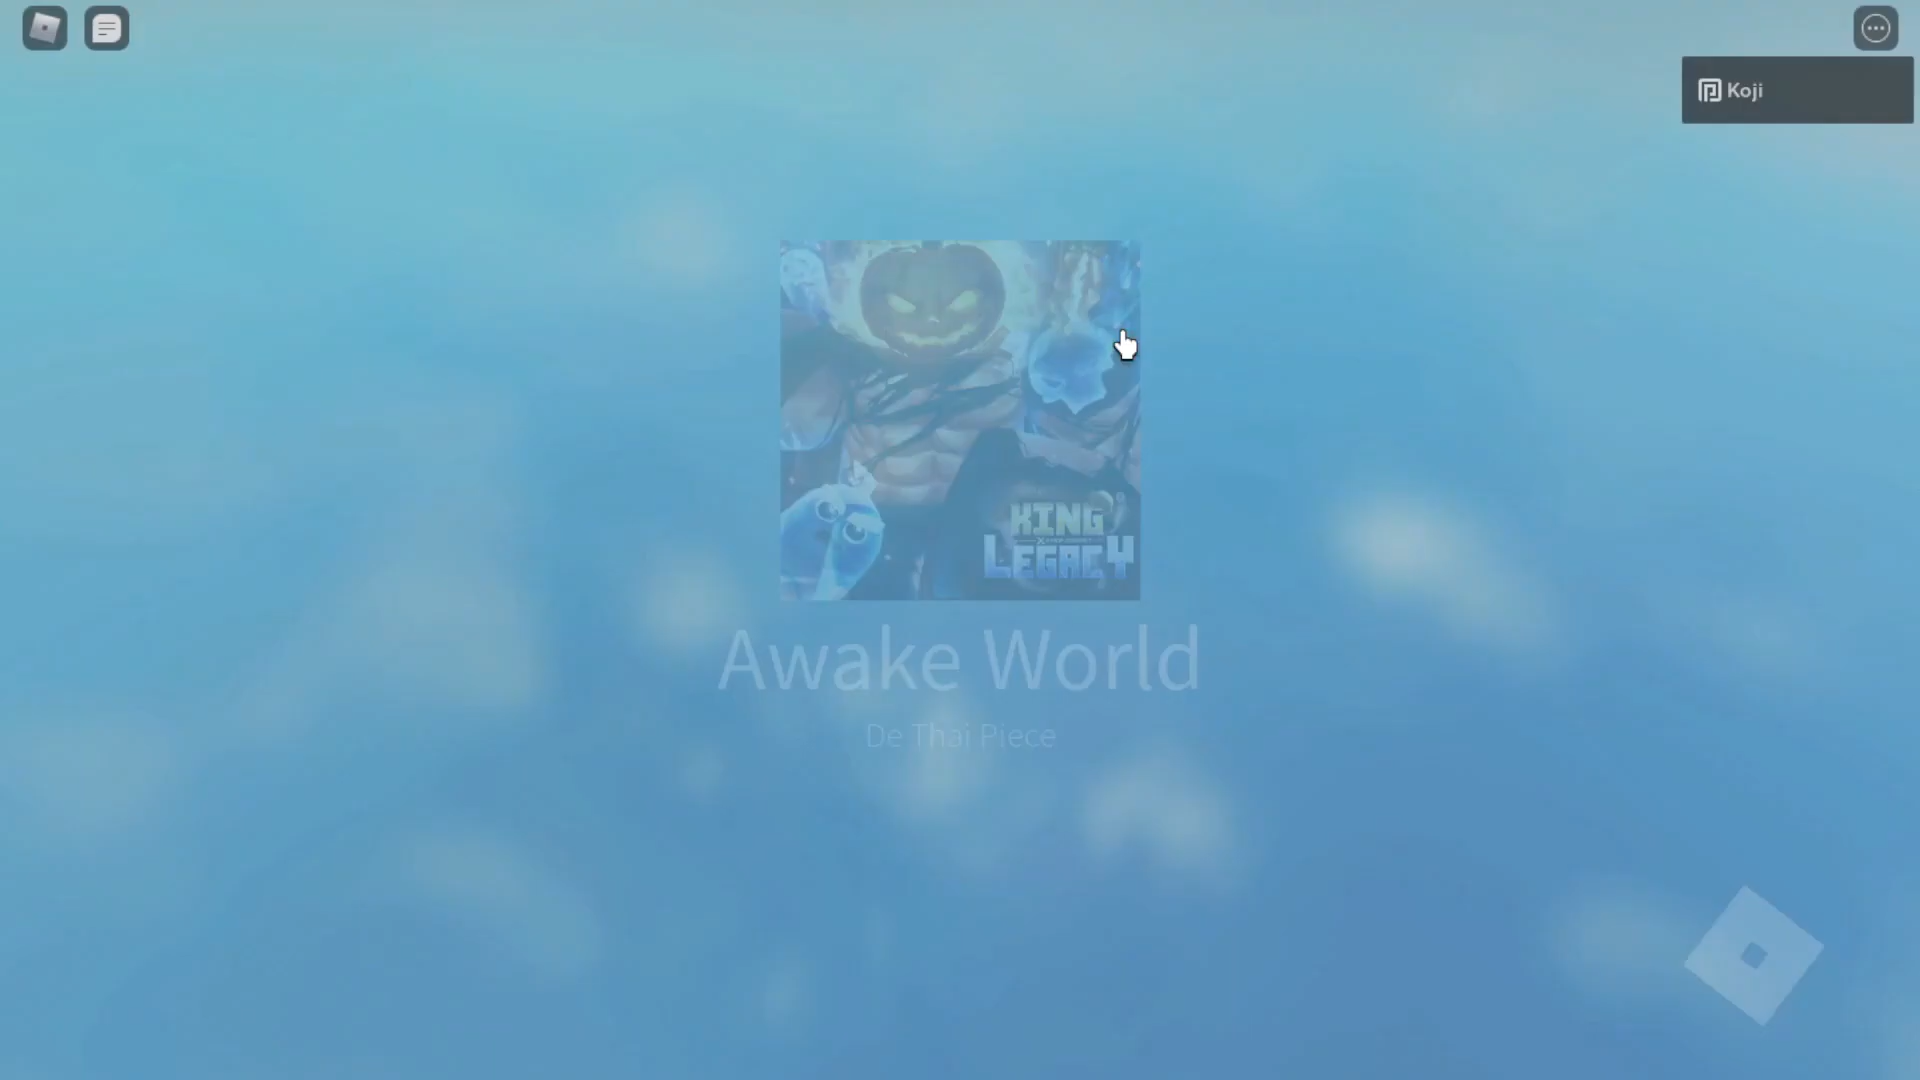 Koji
KING
LEGACY
Awake World
De Thai Piece